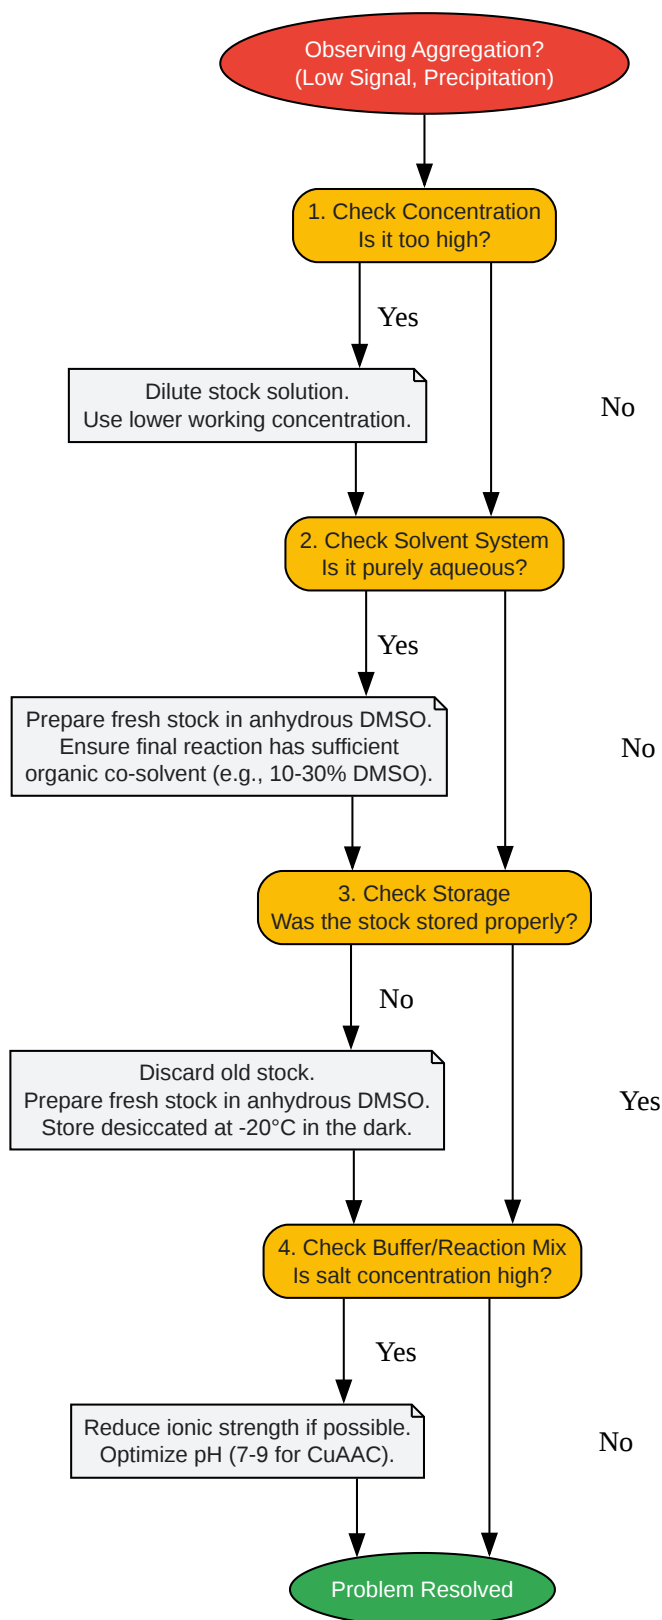 Observing Aggregation?
(Low Signal, Precipitation)
1. Check Concentration
Is it too high?
Yes
Dilute stock solution.
Use lower working concentration.
No
2. Check Solvent System
Is it purely aqueous?
Yes
Prepare fresh stock in anhydrous DMSO.
Ensure final reaction has sufficient
organic co-solvent (e.g., 10-30% DMSO).
No
3. Check Storage
Was the stock stored properly?
No
Discard old stock.
Prepare fresh stock in anhydrous DMSO.
Store desiccated at -20°C in the dark.
Yes
4. Check Buffer/Reaction Mix
Is salt concentration high?
Yes
Reduce ionic strength if possible.
Optimize pH (7-9 for CuAAC).
No
Problem Resolved